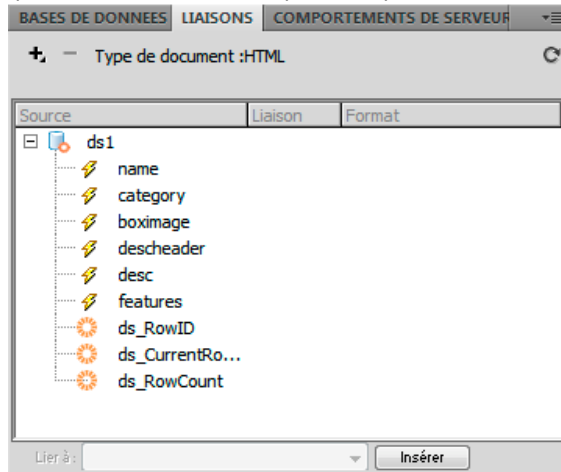 BASES DE DONNEES LIAISONS COMPORTEMENTS DE SERVEUR
Type de document :HTML
Source Liaison Format
ds1
name
category
boximage
descheader
desc
features
ds_RowID
ds_CurrentRo...
ds_RowCount
Lier à : Insérer